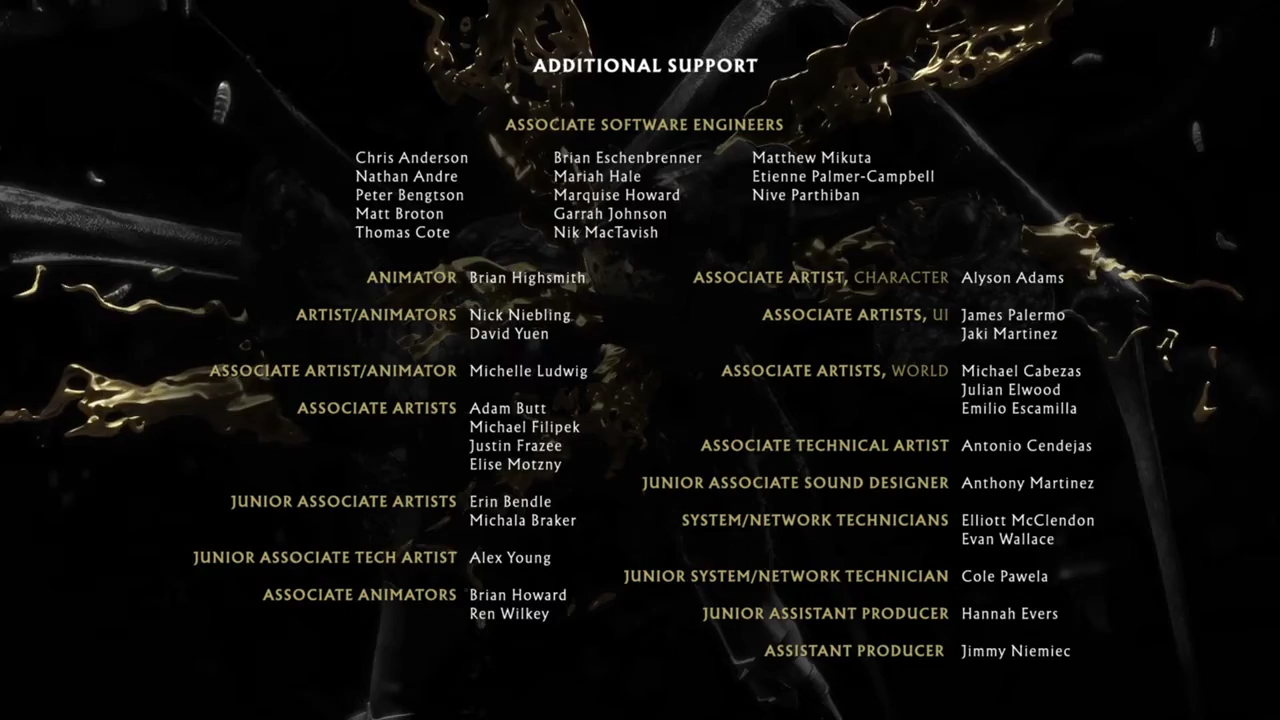 ADDITIONAL SUPPORT
ASSOCIATE SOFTWARE ENGINEERS
Chris Anderson
Nathan Andre
Peter Bengtson
Matt Broton
Thomas Cote
Brian Eschenbrenner
Mariah Hale
Marquise Howard
Garrah Johnson
Nik MacTavish
Matthew Mikuta
Etienne Palmer-Campbell
Nive Parthiban
ANIMATOR Brian Highsmith
ARTIST/ANIMATORS Nick Niebling
David Yuen
ASSOCIATE ARTIST/ANIMATOR Michelle Ludwig
ASSOCIATE ARTISTS Adam Butt
Michael Filipek
Justin Frazee
Elise Motzny
JUNIOR ASSOCIATE ARTISTS Erin Bendle
Michala Braker
JUNIOR ASSOCIATE TECH ARTIST Alex Young
ASSOCIATE ANIMATORS Brian Howard
Ren Wilkey
ASSOCIATE ARTIST, CHARACTER Alyson Adams
ASSOCIATE ARTISTS, UI James Palermo
Jaki Martinez
ASSOCIATE ARTISTS, WORLD Michael Cabezas
Julian Elwood
Emilio Escamilla
ASSOCIATE TECHNICAL ARTIST Antonio Cendejas
JUNIOR ASSOCIATE SOUND DESIGNER Anthony Martinez
SYSTEM/NETWORK TECHNICIANS Elliott McClendon
Evan Wallace
JUNIOR SYSTEM/NETWORK TECHNICIAN Cole Pawela
JUNIOR ASSISTANT PRODUCER Hannah Evers
ASSISTANT PRODUCER Jimmy Niemiec